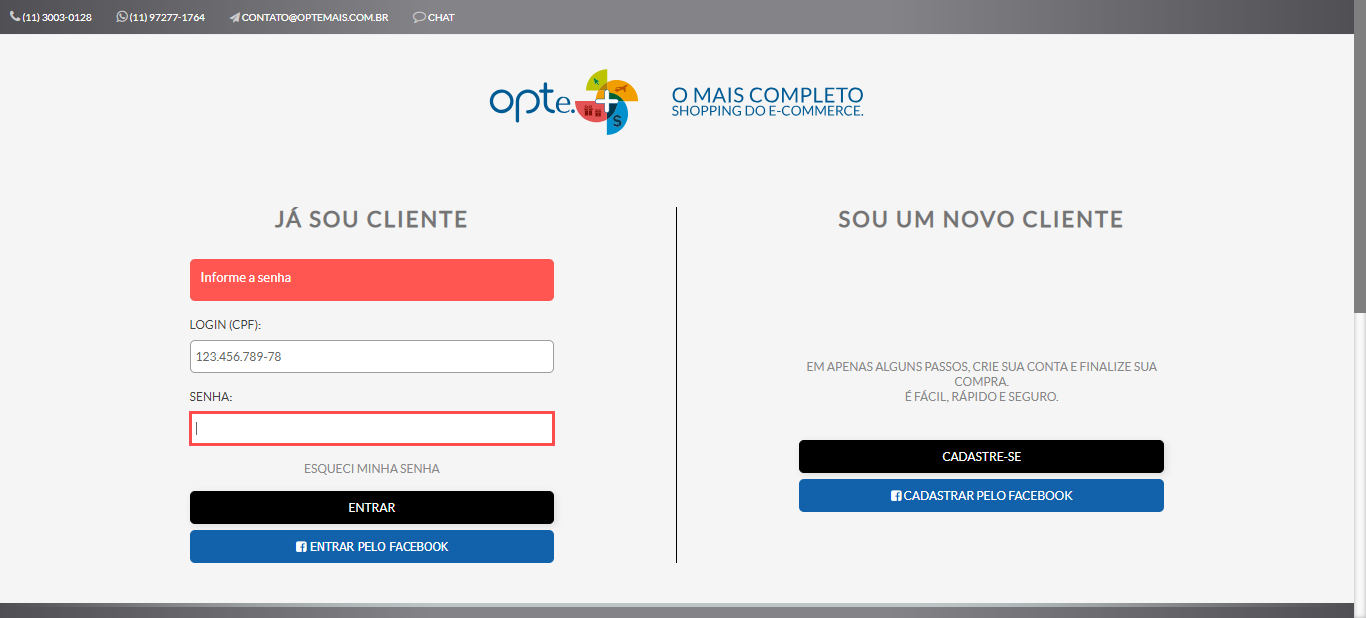 (11) 3003-0128 (11) 97277-1764 CONTATO@OPTEMAIS.COM.BR CHAT
opte.
S
O MAIS COMPLETO
SHOPPING DO E-COMMERCE.
JÁ SOU CLIENTE
Informe a senha
LOGIN (CPF):
123.456.789-78
SENHA:
ESQUECI MINHA SENHA
ENTRAR
ENTRAR PELO FACEBOOK
SOU UM NOVO CLIENTE
EM APENAS ALGUNS PASSOS, CRIE SUA CONTA E FINALIZE SUA
COMPRA.
É FÁCIL, RÁPIDO E SEGURO.
CADASTRE-SE
CADASTRAR PELO FACEBOOK